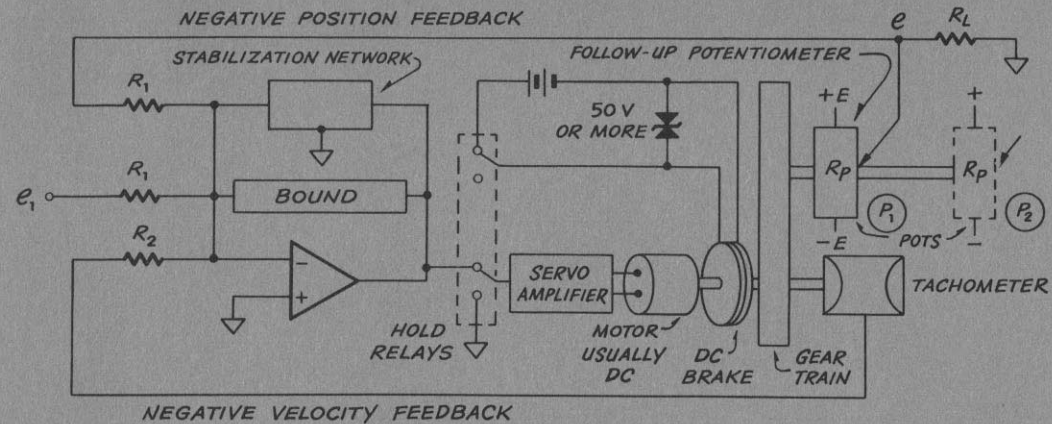 NEGATIVE POSITION FEEDBACK
e
R_L
STABILIZATION NETWORK
FOLLOW-UP POTENTIOMETER
R_1
50 V
OR MORE
+E
+
R_P
R_P
e_1
R_1
BOUND
P_1
P_2
R_2
-E
-
POTS
-
+
SERVO
AMPLIFIER
TACHOMETER
HOLD
RELAYS
MOTOR
USUALLY
DC
DC
BRAKE
GEAR
TRAIN
NEGATIVE VELOCITY FEEDBACK